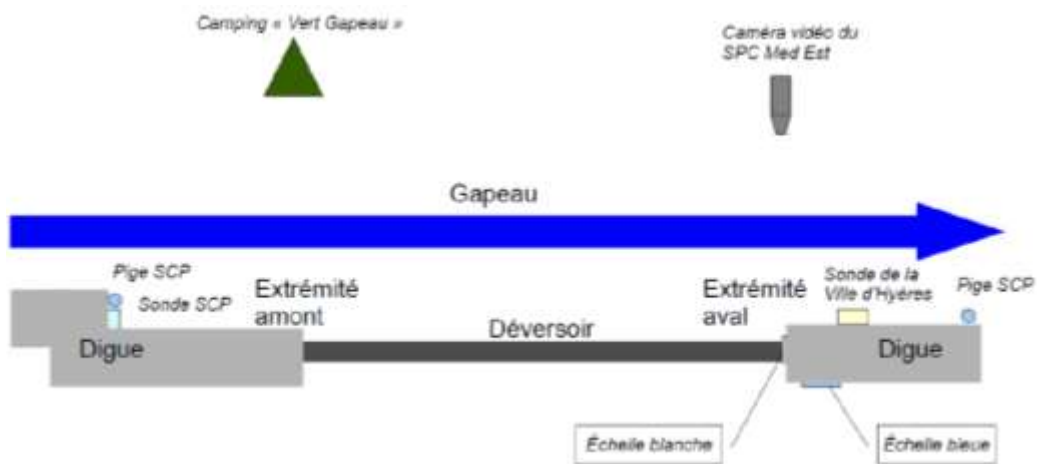 Camping « Vert Gapeau »
Caméra vidéo du
SPC Med Est
Gapeau
Pige SCP
Sonde SCP
Extrémité
amont
Déversoir
Extrémité
aval
Sonde de la
Ville d'Hyères
Pige SCP
Digue
Digue
Échelle blanche
Échelle bleue